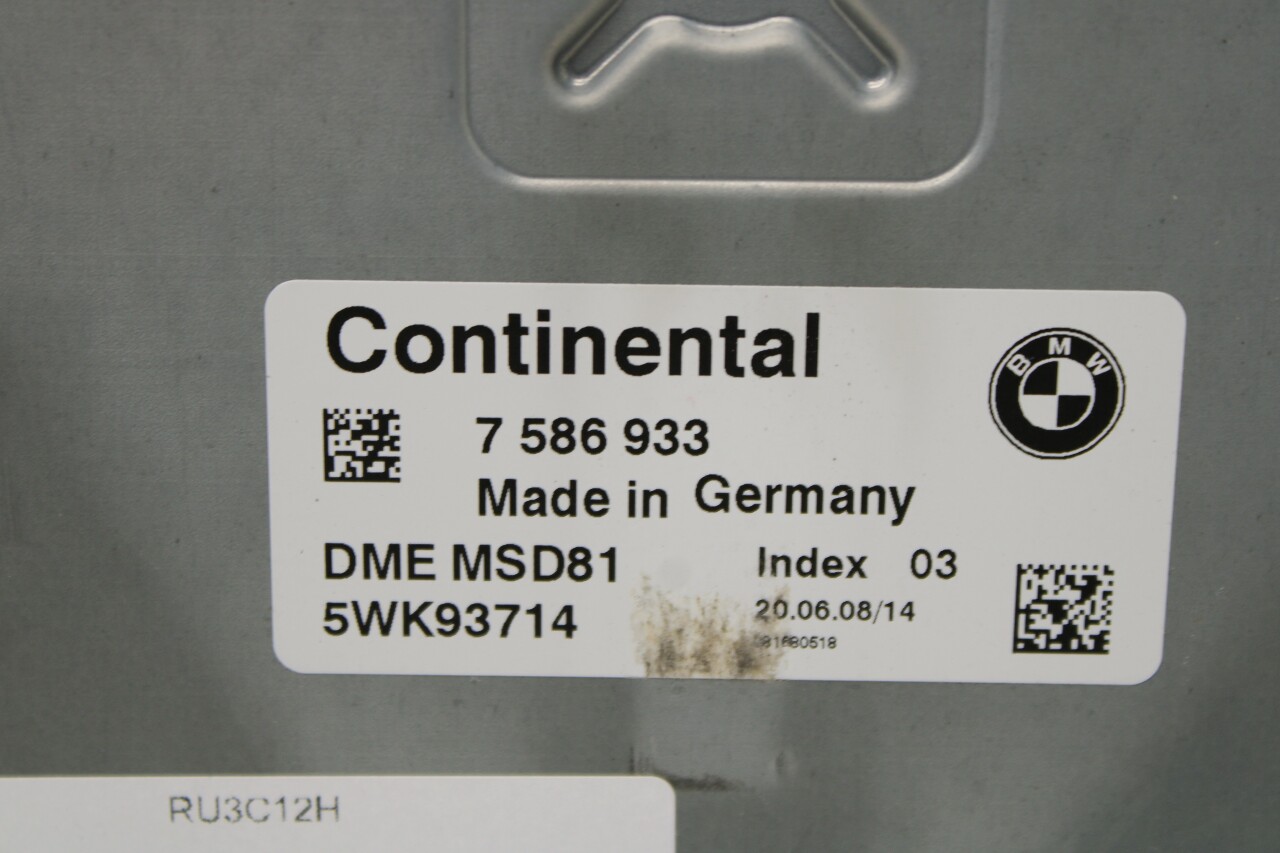 Continental
BMW
7 586 933
Made in Germany
DME MSD81
Index 03
5WK93714
20.06.08/14
RU3C12H